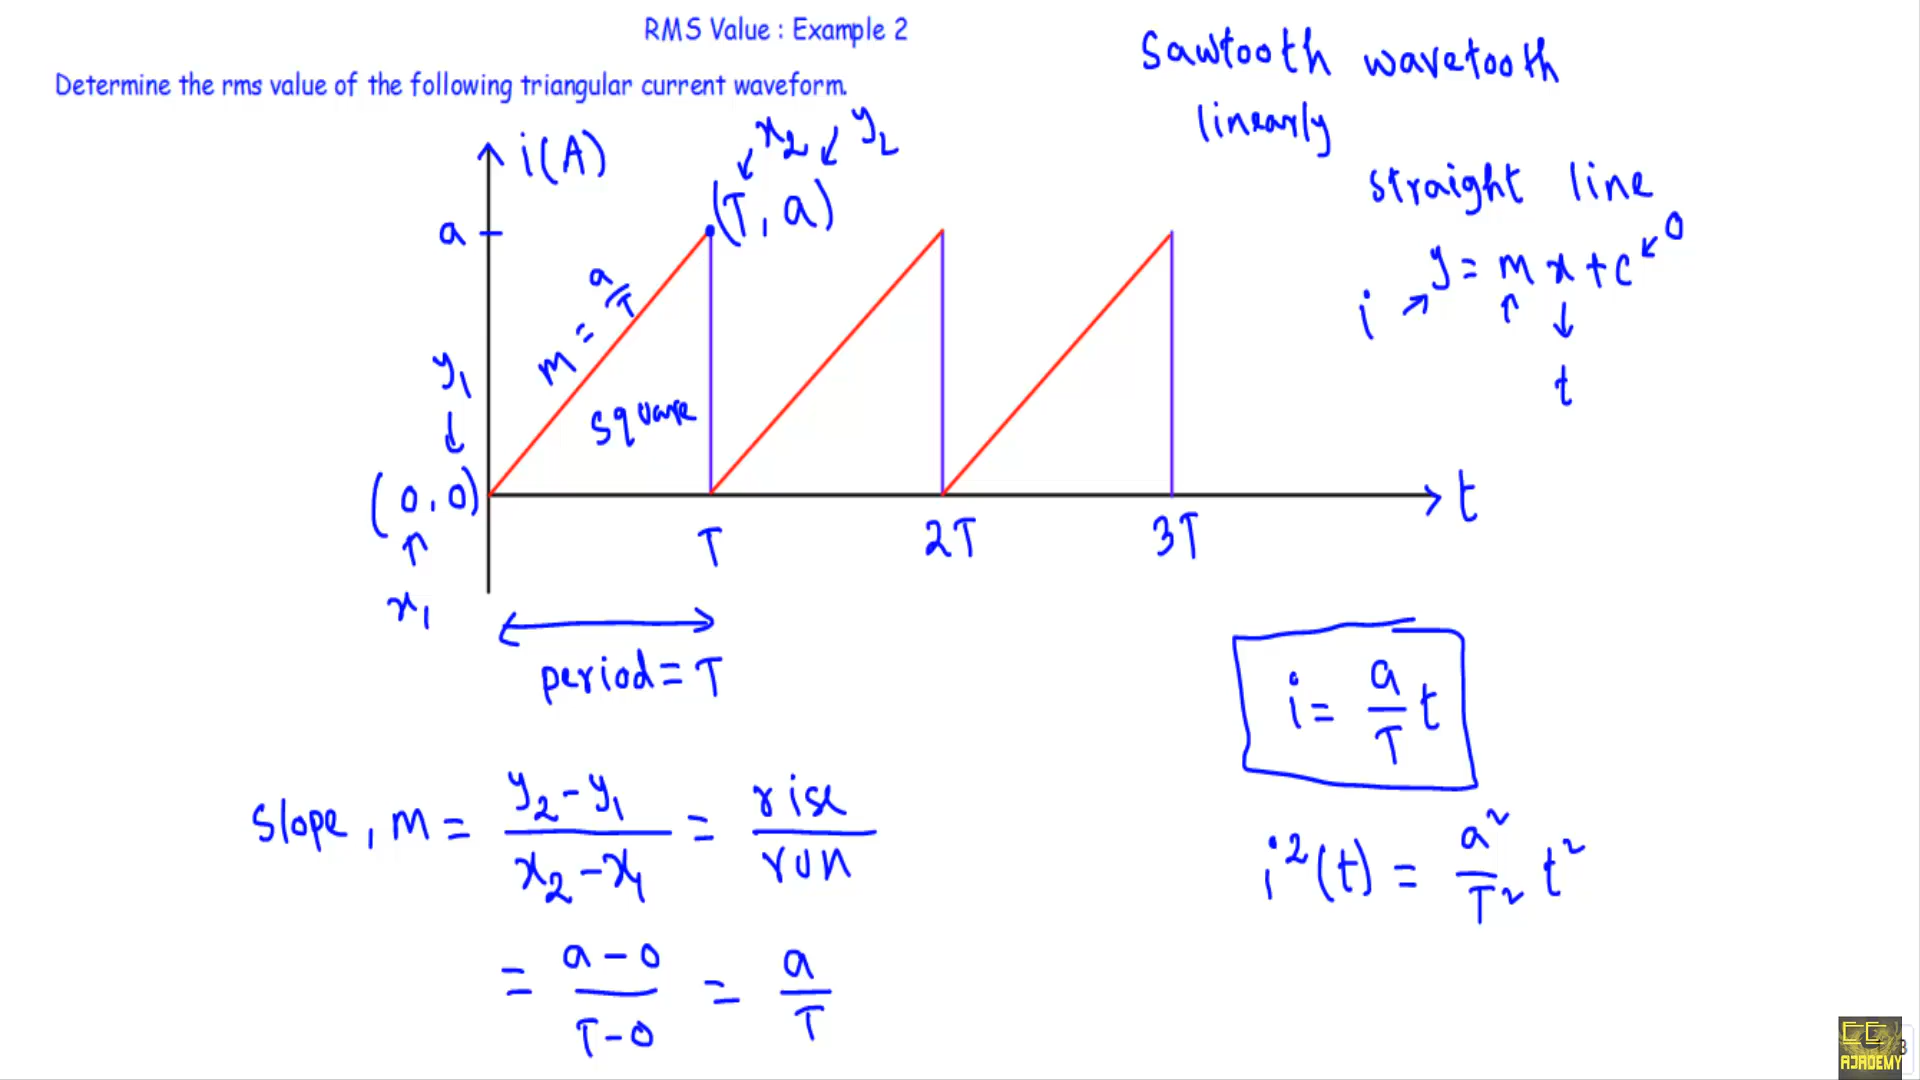 RMS Value : Example 2
Determine the rms value of the following triangular current waveform.
Sawtooth wavetooth
linearly
straight line
y = m x + c ↙ 0
i →
↑ ↓
t
i(A)
x2 y2
↙ ↙
(T, a)
a
m = a/T
y1
↓
square
(0, 0)
↑
x1
T 2T 3T
t
period = T
i = a/T t
Slope, m = (y2 - y1)/(x2 - x1) = rise/run
= (a - 0)/(T - 0) = a/T
i²(t) = a²/T² t²
EE
AJADEMY